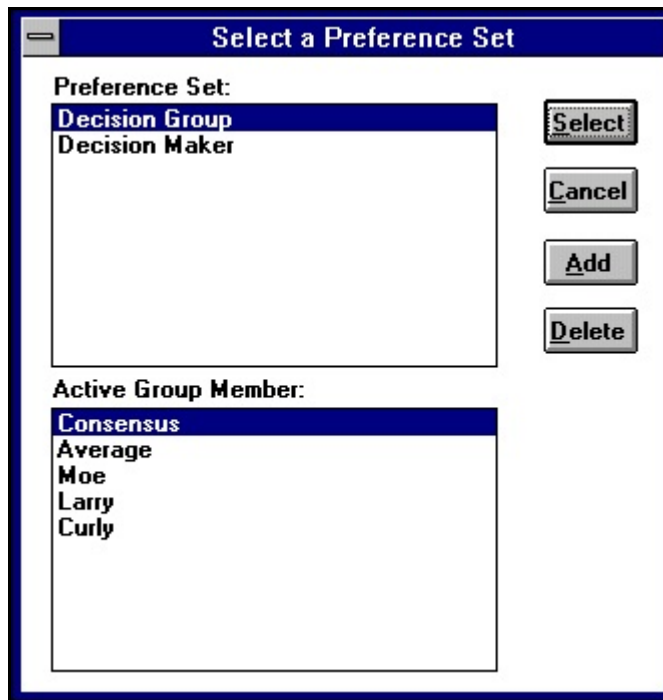 Select a Preference Set
Preference Set:
Decision Group
Decision Maker
Select
Cancel
Add
Delete
Active Group Member:
Consensus
Average
Moe
Larry
Curly